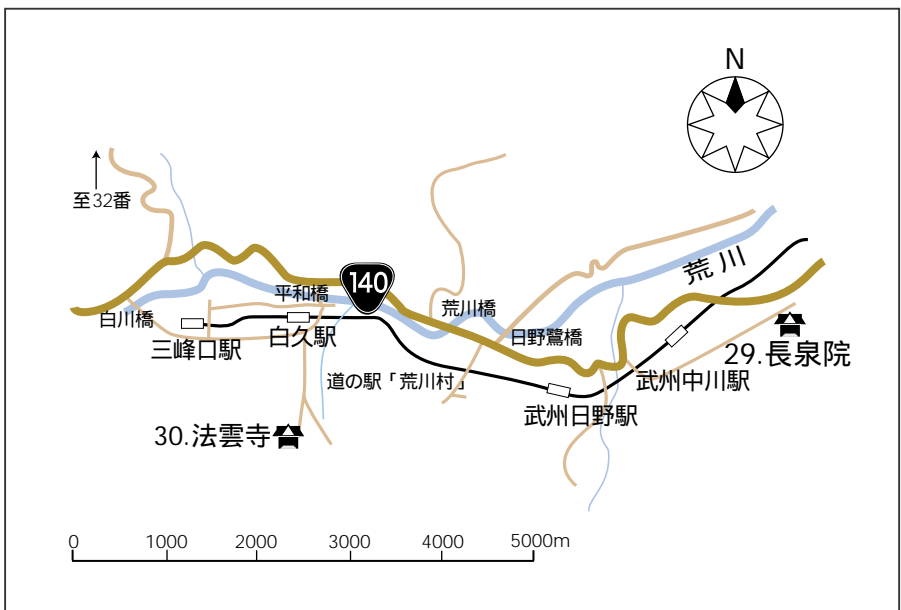 N
至32番
140
荒川
平和橋
荒川橋
白川橋
日野鷺橋
三峰口駅
白久駅
29.長泉院
道の駅「荒川村」
武州中川駅
武州日野駅
30.法雲寺
0 1000 2000 3000 4000 5000m